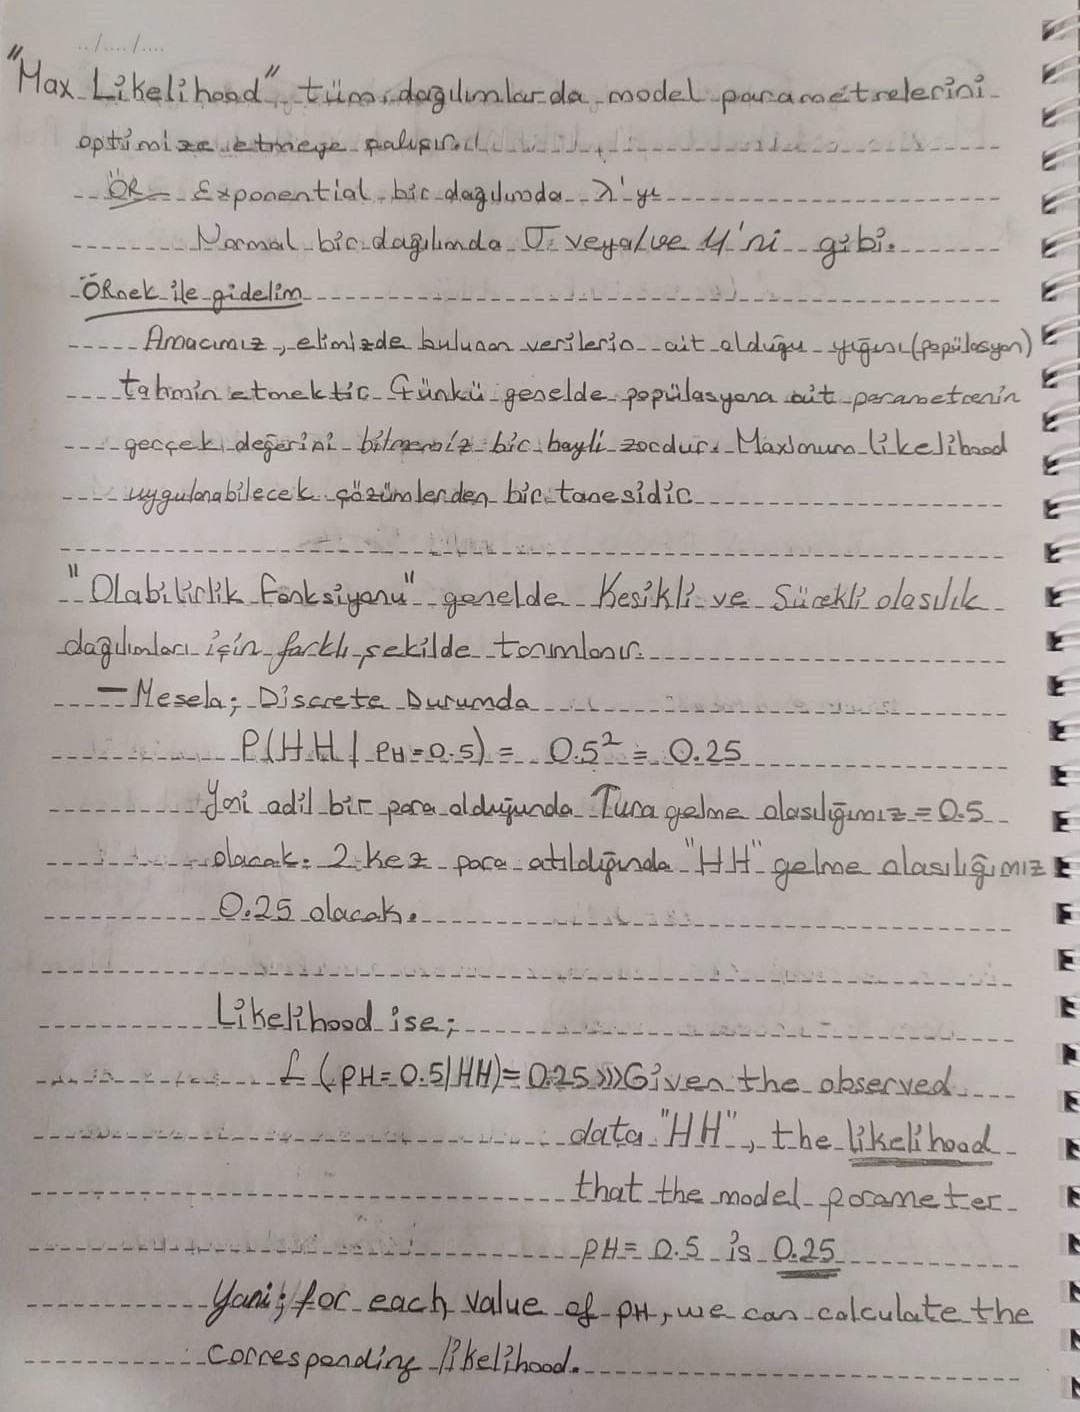 ../..../....
"Max Likelihood" tüm dağılımlarda model parametrelerini
optimize etmeye çalışır.
ÖR - Exponential bir dağılımda λ'yı
Normal bir dağılımda σ veya/ve μ'ni gibi.
Örnek ile gidelim
Amacımız, elimizde bulunan verilerin ait olduğu yığını (popülasyon)
tahmin etmektir. Çünkü genelde popülasyona ait parametrenin
gerçek değerini bilmemiz bir hayli zordur. Maximum likelihood
uygulanabilecek çözümlerden bir tanesidir
"Olabilirlik Fonksiyonu" genelde Kesikli ve Sürekli olasılık
dağılımları için farklı şekilde tanımlanır.
- Mesela; Discrete Durumda
P(HH | PH=0.5) = 0.5² = 0.25
Yani adil bir para olduğunda Tura gelme olasılığımız = 0.5
olacak. 2 kez para atıldığında "HH" gelme olasılığımız
0.25 olacak.
Likelihood ise;
L (pH=0.5|HH)=0.25 >>> Given the observed
data "HH", the likelihood
that the model parameter
pH= 0.5 is 0.25
Yani; for each value of pH, we can calculate the
corresponding likelihood.